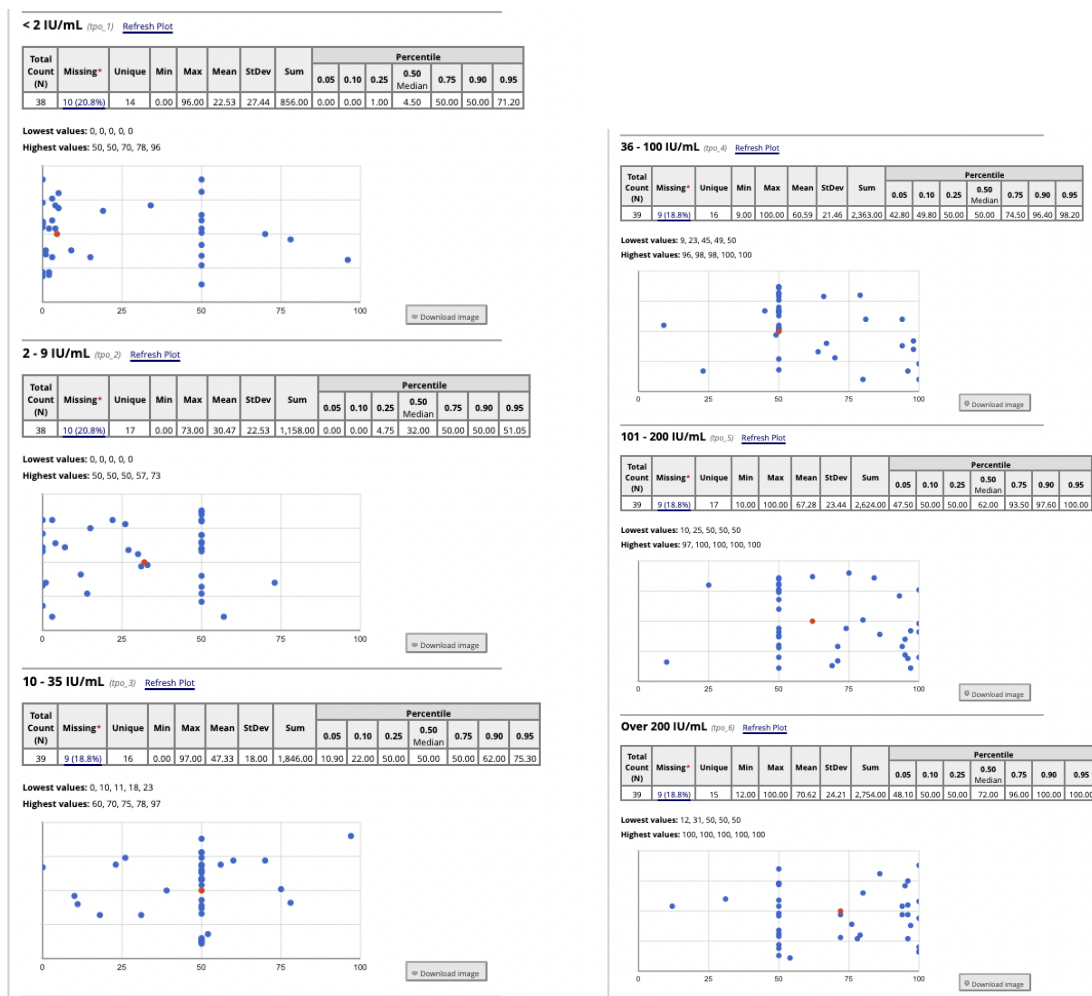 < 2 IU/mL (tpo_1) Refresh Plot
Total Count (N) Missing* Unique Min Max Mean StDev Sum Percentile
0.05 0.10 0.25 0.50 Median 0.75 0.90 0.95
38 10 (20.8%) 14 0.00 96.00 22.53 27.44 856.00 0.00 0.00 1.00 4.50 50.00 50.00 71.20
Lowest values: 0, 0, 0, 0, 0
Highest values: 50, 50, 70, 78, 96
0 25 50 75 100
Download image
2 - 9 IU/mL (tpo_2) Refresh Plot
Total Count (N) Missing* Unique Min Max Mean StDev Sum Percentile
0.05 0.10 0.25 0.50 Median 0.75 0.90 0.95
38 10 (20.8%) 17 0.00 73.00 30.47 22.53 1,158.00 0.00 0.00 4.75 32.00 50.00 50.00 51.05
Lowest values: 0, 0, 0, 0, 0
Highest values: 50, 50, 50, 57, 73
0 25 50 75 100
Download image
10 - 35 IU/mL (tpo_3) Refresh Plot
Total Count (N) Missing* Unique Min Max Mean StDev Sum Percentile
0.05 0.10 0.25 0.50 Median 0.75 0.90 0.95
39 9 (18.8%) 16 0.00 97.00 47.33 18.00 1,846.00 10.90 22.00 50.00 50.00 50.00 62.00 75.30
Lowest values: 0, 10, 11, 18, 23
Highest values: 60, 70, 75, 78, 97
0 25 50 75 100
Download image
36 - 100 IU/mL (tpo_4) Refresh Plot
Total Count (N) Missing* Unique Min Max Mean StDev Sum Percentile
0.05 0.10 0.25 0.50 Median 0.75 0.90 0.95
39 9 (18.8%) 16 9.00 100.00 60.59 21.46 2,363.00 42.80 49.80 50.00 50.00 74.50 96.40 98.20
Lowest values: 9, 23, 45, 49, 50
Highest values: 96, 98, 98, 100, 100
0 25 50 75 100
Download image
101 - 200 IU/mL (tpo_5) Refresh Plot
Total Count (N) Missing* Unique Min Max Mean StDev Sum Percentile
0.05 0.10 0.25 0.50 Median 0.75 0.90 0.95
39 9 (18.8%) 17 10.00 100.00 67.28 23.44 2,624.00 47.50 50.00 50.00 62.00 93.50 97.60 100.00
Lowest values: 10, 25, 50, 50, 50
Highest values: 97, 100, 100, 100, 100
0 25 50 75 100
Download image
Over 200 IU/mL (tpo_6) Refresh Plot
Total Count (N) Missing* Unique Min Max Mean StDev Sum Percentile
0.05 0.10 0.25 0.50 Median 0.75 0.90 0.95
39 9 (18.8%) 15 12.00 100.00 70.62 24.21 2,754.00 48.10 50.00 50.00 72.00 96.00 100.00 100.00
Lowest values: 12, 31, 50, 50, 50
Highest values: 100, 100, 100, 100, 100
0 25 50 75 100
Download image